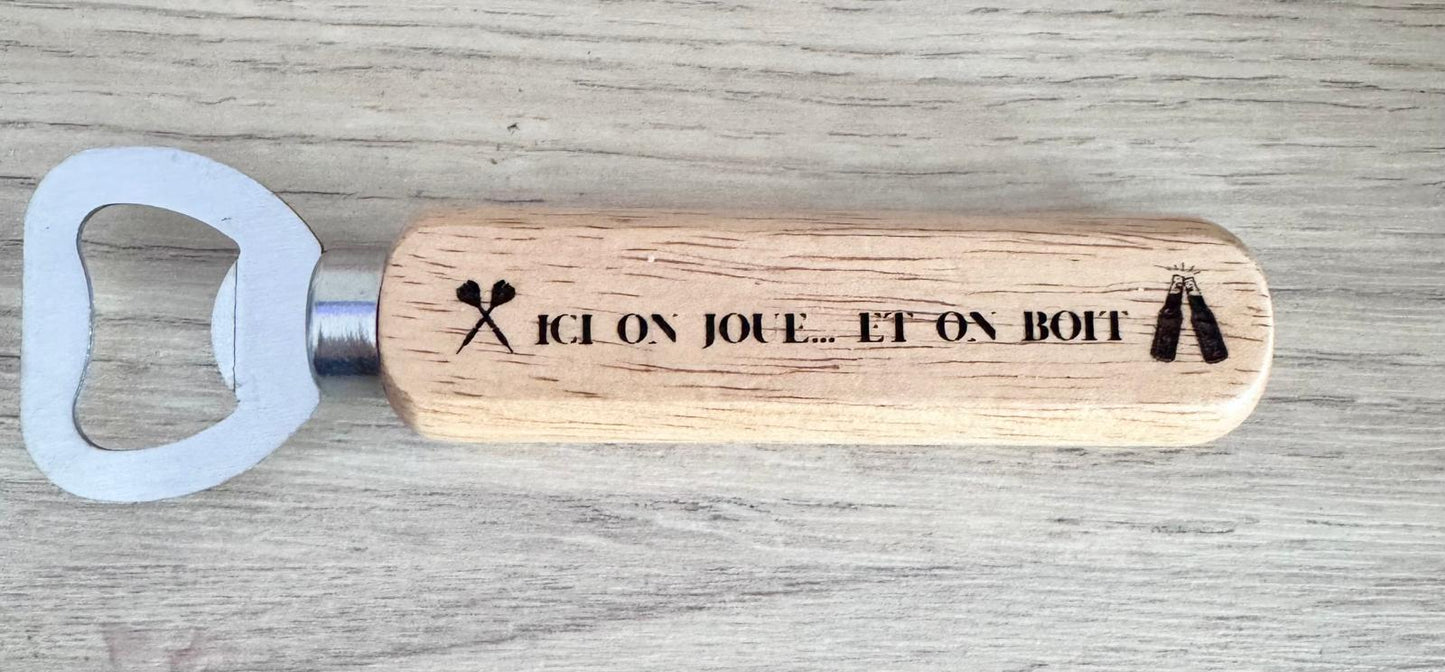 ICI ON JOUE... ET ON BOIT